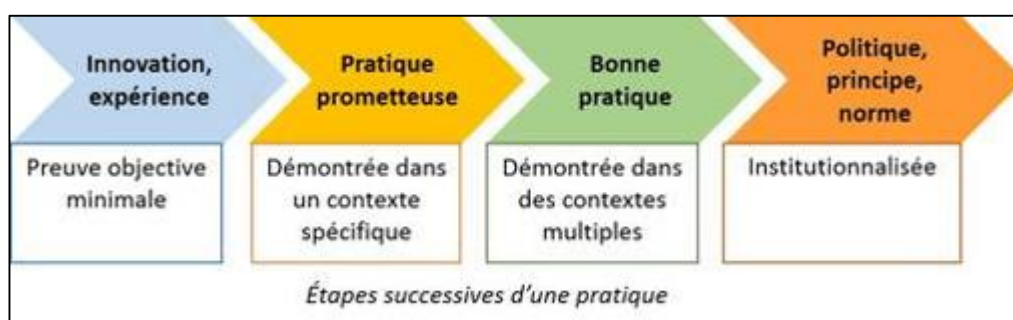 Innovation,
expérience
Pratique
prometteuse
Bonne
pratique
Politique,
principe,
norme
Preuve objective
minimale
Démontrée dans
un contexte
spécifique
Démontrée dans
des contextes
multiples
Institutionnalisée
Étapes successives d’une pratique